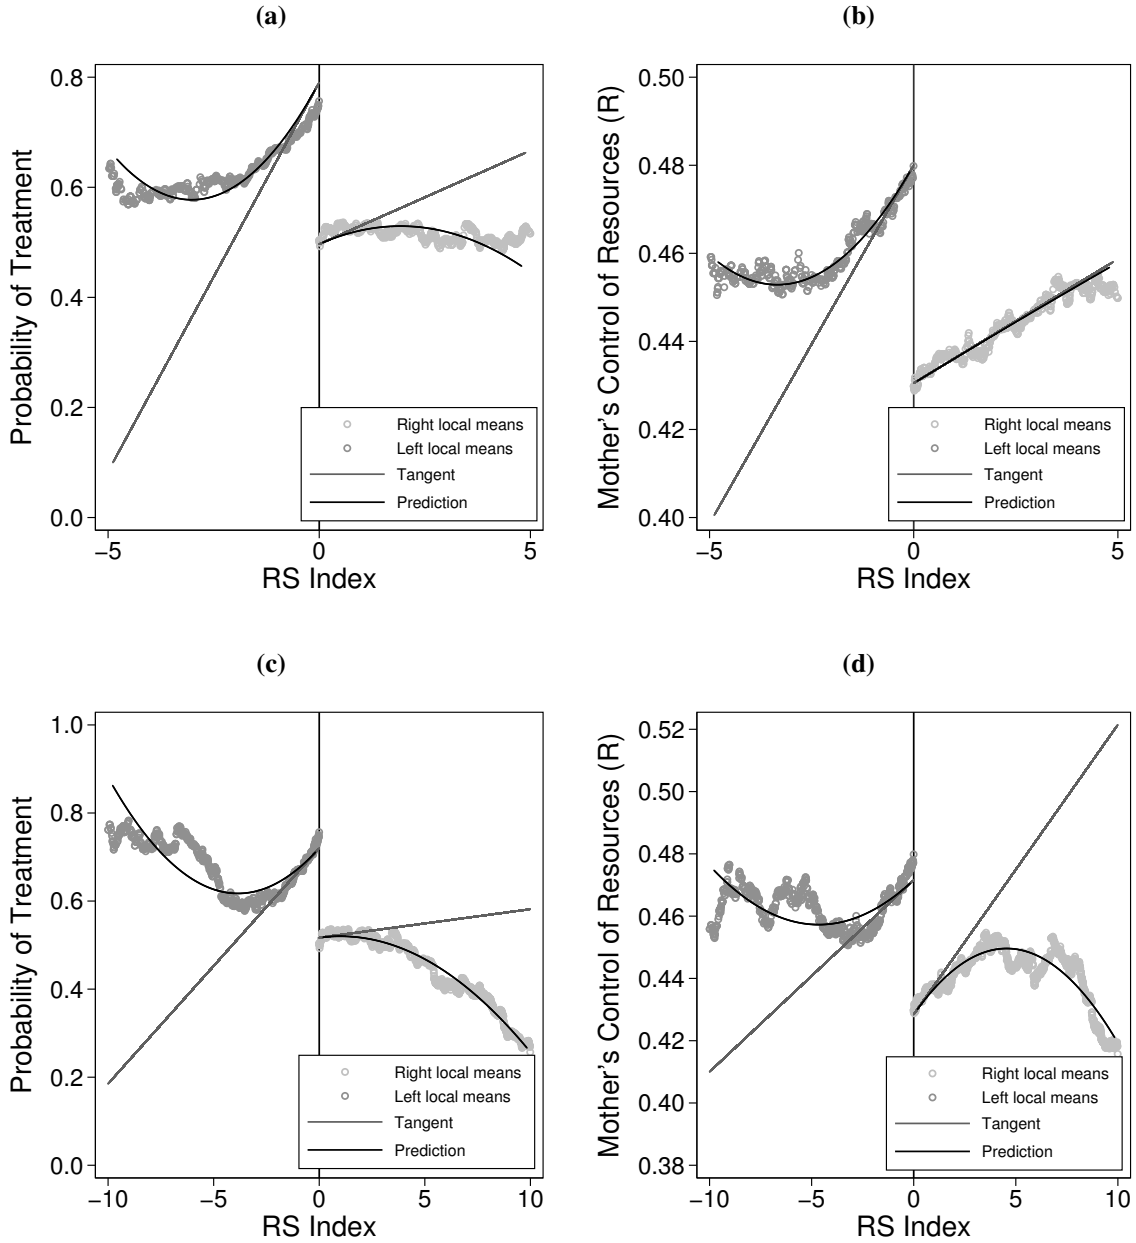 (a)
Probability of Treatment
0.8
0.6
0.4
0.2
0.0
−5
0
5
RS Index
Right local means
Left local means
Tangent
Prediction
(b)
Mother's Control of Resources (R)
0.50
0.48
0.46
0.44
0.42
0.40
−5
0
5
RS Index
Right local means
Left local means
Tangent
Prediction
(c)
Probability of Treatment
1.0
0.8
0.6
0.4
0.2
0.0
−10
−5
0
5
10
RS Index
Right local means
Left local means
Tangent
Prediction
(d)
Mother's Control of Resources (R)
0.52
0.50
0.48
0.46
0.44
0.42
0.40
0.38
−10
−5
0
5
10
RS Index
Right local means
Left local means
Tangent
Prediction